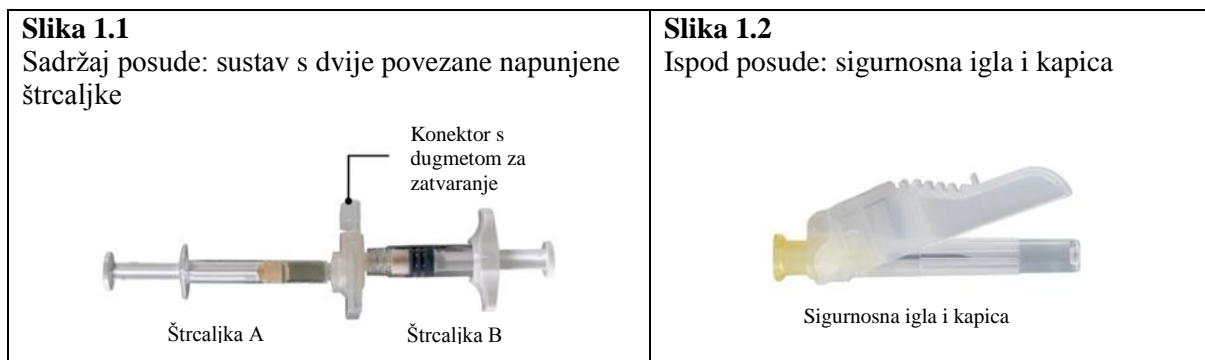 Slika 1.1
Sadržaj posude: sustav s dvije povezane napunjene
štrcaljke
Konektor s
dugmetom za
zatvaranje
Štrcaljka A
Štrcaljka B
Slika 1.2
Ispod posude: sigurnosna igla i kapica
Sigurnosna igla i kapica